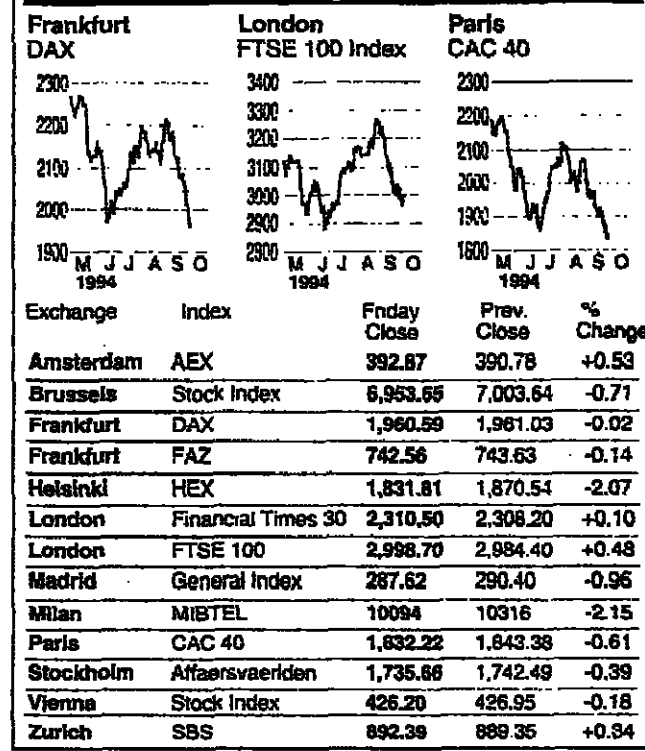 Frankfurt
DAX
2300
2200
2100
2000
1900
M J J A S O
1994
London
FTSE 100 Index
3400
3300
3200
3100
3000
2900
2800
M J J A S O
1994
Paris
CAC 40
2300
2200
2100
2000
1900
1800
M J J A S O
1994
Exchange Index Friday Close Prev. Close % Change
Amsterdam AEX 392.87 390.78 +0.53
Brussels Stock Index 6,953.65 7,003.64 -0.71
Frankfurt DAX 1,960.59 1,961.03 -0.02
Frankfurt FAZ 742.56 743.63 -0.14
Helsinki HEX 1,831.81 1,870.54 -2.07
London Financial Times 30 2,310.50 2,308.20 +0.10
London FTSE 100 2,998.70 2,984.40 +0.48
Madrid General Index 287.62 290.40 -0.96
Milan MIBTEL 10094 10316 -2.15
Paris CAC 40 1,832.22 1,843.38 -0.61
Stockholm Affaersvaerlden 1,735.66 1,742.49 -0.39
Vienna Stock Index 426.20 426.95 -0.18
Zurich SBS 892.39 889.35 +0.34